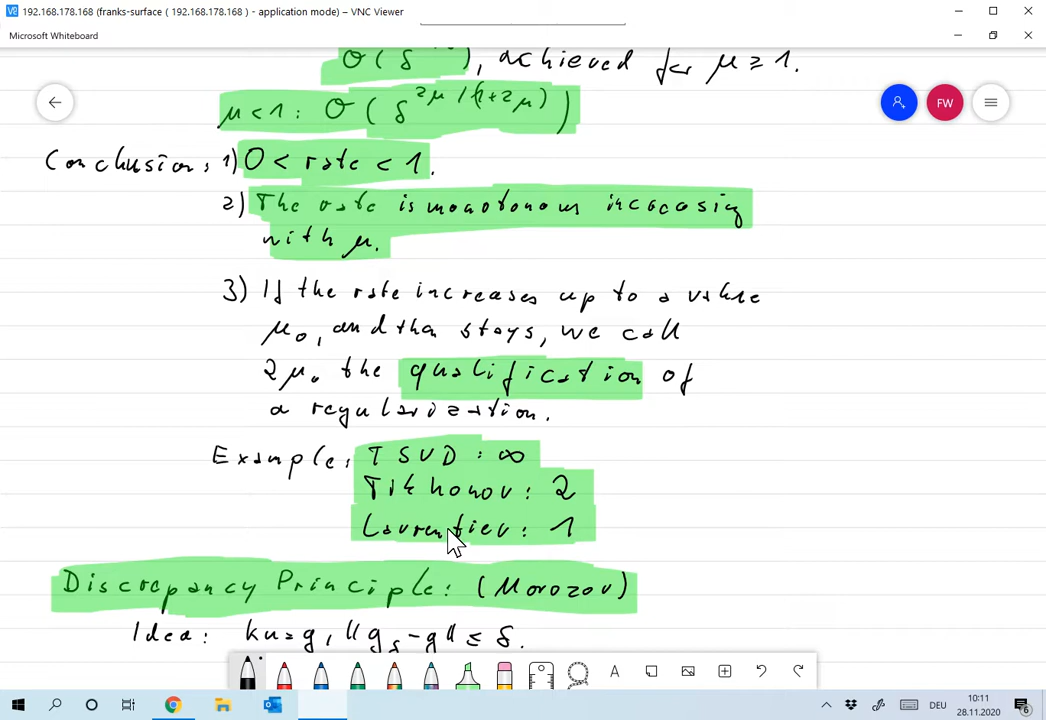 192.168.178.168 (franks-surface ( 192.168.178.168 ) - application mode) – VNC Viewer
Microsoft Whiteboard
O(δ ), achieved for μ ≥ 1.
μ < 1: O(δ^{2μ/(1+2μ)})
FW
Conclusion: 1) 0 < rate < 1.
2) The rate is monotonous increasing
with μ.
3) If the rate increases up to a value
μ₀, and then stays, we call
2μ₀ the qualification of
a regularization.
Example: TSVD: ∞
Tikhonov: 2
Lavrentiev: 1
Discrepancy Principle: (Morozov)
Idea: Ku=g, ||g_δ-g|| ≤ δ.
A
DEU
10:11
28.11.2020
6